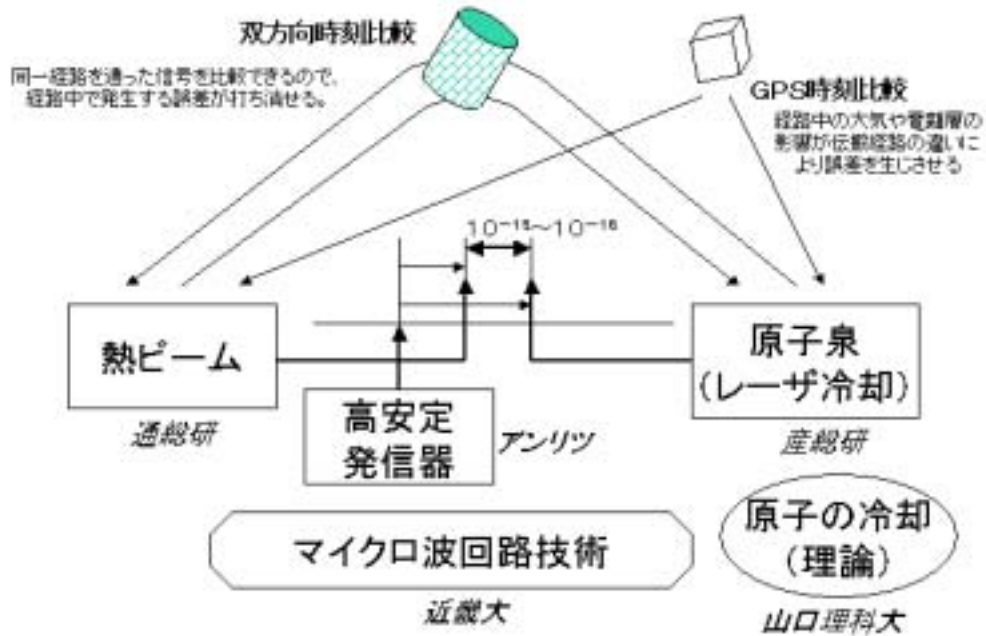 双方向時刻比較
同一経路を通った信号を比較できるので、
経路中で発生する誤差が打ち消せる。
GPS時刻比較
経路中の大気や電離層の
影響が伝搬経路の違いに
より誤差を生じさせる
10⁻¹⁵～10⁻¹⁶
熱ビーム
通総研
高安定
発信器
アンリツ
原子泉
(レーザ冷却)
産総研
マイクロ波回路技術
近畿大
原子の冷却
(理論)
山口理科大